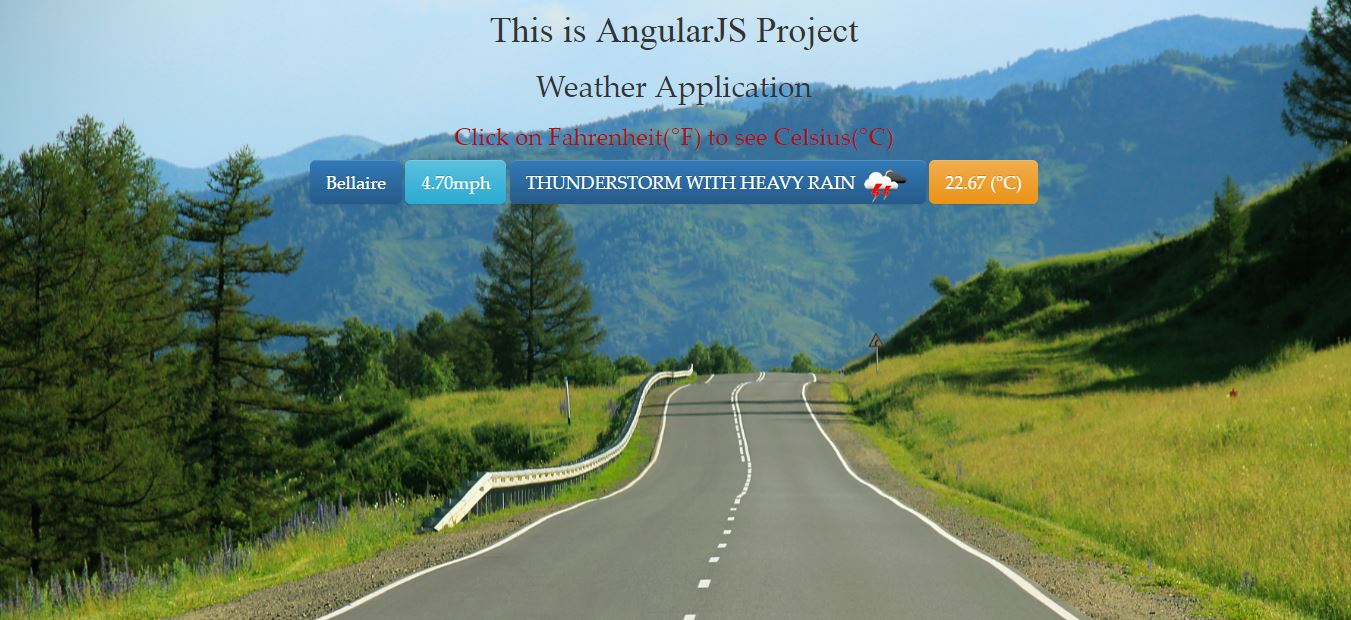 This is AngularJS Project
Weather Application
Click on Fahrenheit(°F) to see Celsius(°C)
Bellaire 4.70mph THUNDERSTORM WITH HEAVY RAIN 22.67 (°C)